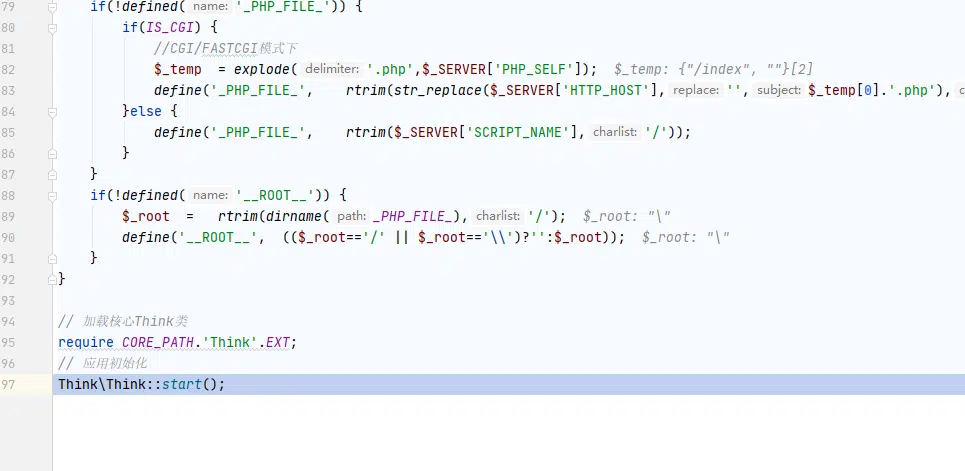 79 if(!defined( name: '_PHP_FILE_')) {
80 if(IS_CGI) {
81 //CGI/FASTCGI模式下
82 $_temp  = explode( delimiter: '.php',$_SERVER['PHP_SELF']);  $_temp: {"/index", ""}[2]
83 define('_PHP_FILE_',    rtrim(str_replace($_SERVER['HTTP_HOST'], replace: '', subject: $_temp[0].'.php'), c
84 }else {
85 define('_PHP_FILE_',    rtrim($_SERVER['SCRIPT_NAME'], charlist: '/'));
86 }
87 }
88 if(!defined( name: '__ROOT__')) {
89 $_root  =   rtrim(dirname( path: _PHP_FILE_), charlist: '/');  $_root: "\"
90 define('__ROOT__',  (($_root=='/' || $_root=='\\')?'':$_root));  $_root: "\"
91 }
92 }
93
94 // 加载核心Think类
95 require CORE_PATH.'Think'.EXT;
96 // 应用初始化
97 Think\Think::start();